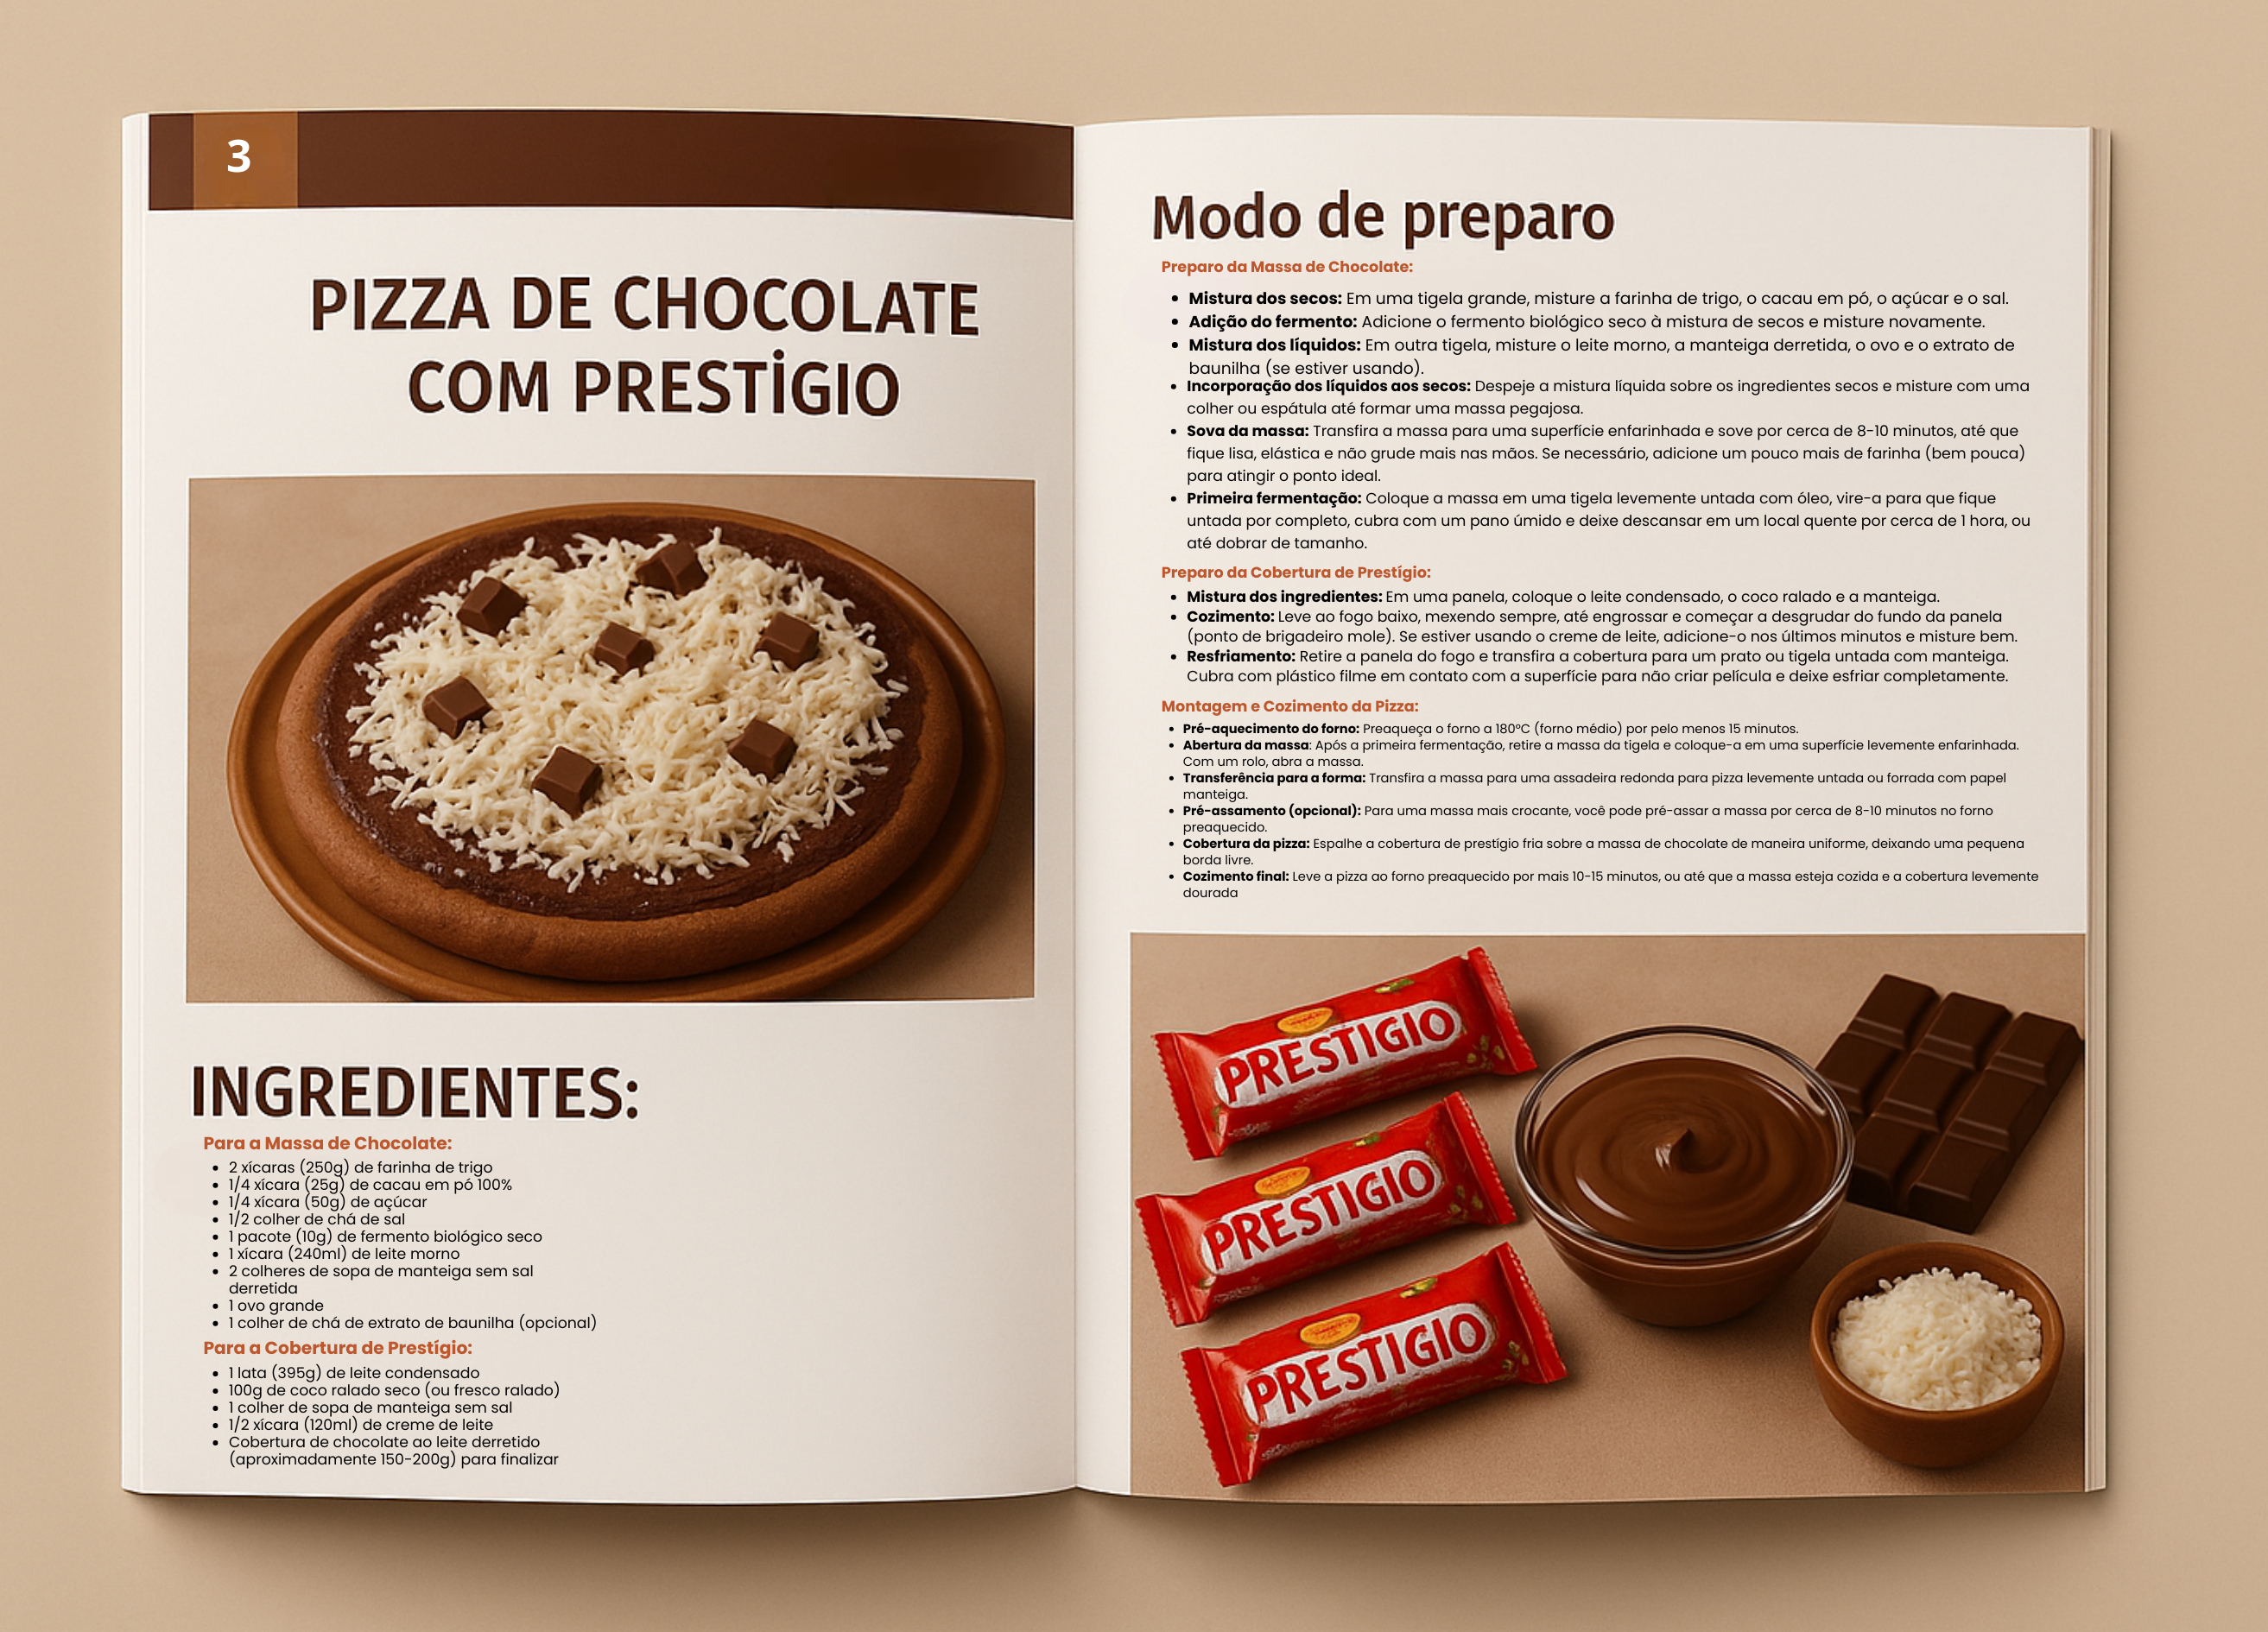 3
PIZZA DE CHOCOLATE
COM PRESTİGIO
INGREDIENTES:
Para a Massa de Chocolate:
• 2 xícaras (250g) de farinha de trigo
• 1/4 xícara (25g) de cacau em pó 100%
• 1/4 xícara (50g) de açúcar
• 1/2 colher de chá de sal
• 1 pacote (10g) de fermento biológico seco
• 1 xícara (240ml) de leite morno
• 2 colheres de sopa de manteiga sem sal
derretida
• 1 ovo grande
• 1 colher de chá de extrato de baunilha (opcional)
Para a Cobertura de Prestígio:
• 1 lata (395g) de leite condensado
• 100g de coco ralado seco (ou fresco ralado)
• 1 colher de sopa de manteiga sem sal
• 1/2 xícara (120ml) de creme de leite
• Cobertura de chocolate ao leite derretido
(aproximadamente 150-200g) para finalizar
Modo de preparo
Preparo da Massa de Chocolate:
• Mistura dos secos: Em uma tigela grande, misture a farinha de trigo, o cacau em pó, o açúcar e o sal.
• Adição do fermento: Adicione o fermento biológico seco à mistura de secos e misture novamente.
• Mistura dos líquidos: Em outra tigela, misture o leite morno, a manteiga derretida, o ovo e o extrato de
baunilha (se estiver usando).
• Incorporação dos líquidos aos secos: Despeje a mistura líquida sobre os ingredientes secos e misture com uma
colher ou espátula até formar uma massa pegajosa.
• Sova da massa: Transfira a massa para uma superfície enfarinhada e sove por cerca de 8-10 minutos, até que
fique lisa, elástica e não grude mais nas mãos. Se necessário, adicione um pouco mais de farinha (bem pouca)
para atingir o ponto ideal.
• Primeira fermentação: Coloque a massa em uma tigela levemente untada com óleo, vire-a para que fique
untada por completo, cubra com um pano úmido e deixe descansar em um local quente por cerca de 1 hora, ou
até dobrar de tamanho.
Preparo da Cobertura de Prestígio:
• Mistura dos ingredientes: Em uma panela, coloque o leite condensado, o coco ralado e a manteiga.
• Cozimento: Leve ao fogo baixo, mexendo sempre, até engrossar e começar a desgrudar do fundo da panela
(ponto de brigadeiro mole). Se estiver usando o creme de leite, adicione-o nos últimos minutos e misture bem.
• Resfriamento: Retire a panela do fogo e transfira a cobertura para um prato ou tigela untada com manteiga.
Cubra com plástico filme em contato com a superfície para não criar película e deixe esfriar completamente.
Montagem e Cozimento da Pizza:
• Pré-aquecimento do forno: Preaqueça o forno a 180°C (forno médio) por pelo menos 15 minutos.
• Abertura da massa: Após a primeira fermentação, retire a massa da tigela e coloque-a em uma superfície levemente enfarinhada.
Com um rolo, abra a massa.
• Transferência para a forma: Transfira a massa para uma assadeira redonda para pizza levemente untada ou forrada com papel
manteiga.
• Pré-assamento (opcional): Para uma massa mais crocante, você pode pré-assar a massa por cerca de 8-10 minutos no forno
preaquecido.
• Cobertura da pizza: Espalhe a cobertura de prestígio fria sobre a massa de chocolate de maneira uniforme, deixando uma pequena
borda livre.
• Cozimento final: Leve a pizza ao forno preaquecido por mais 10-15 minutos, ou até que a massa esteja cozida e a cobertura levemente
dourada
PRESTIGIO
PRESTIGIO
PRESTIGIO